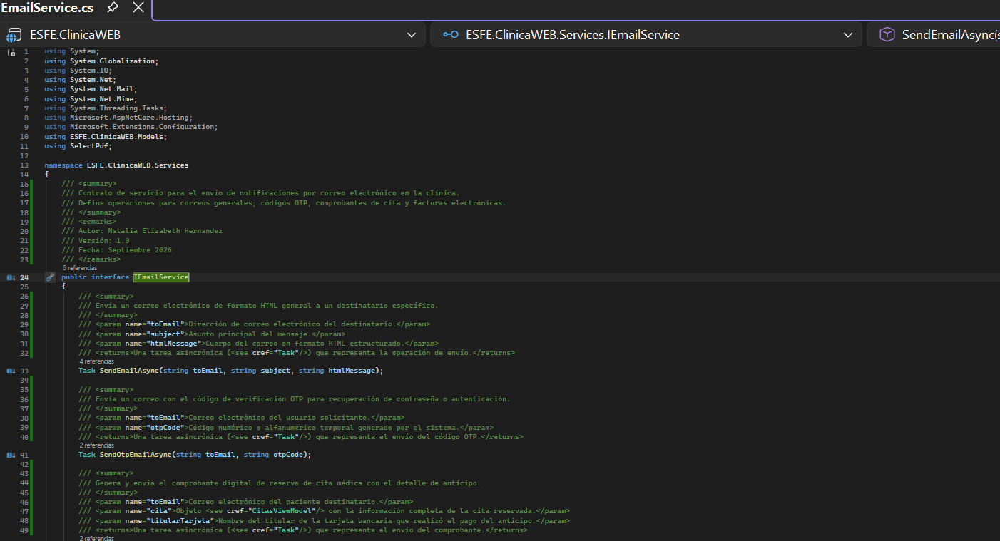 EmailService.cs
ESFE.ClinicaWEB
ESFE.ClinicaWEB.Services.IEmailService
SendEmailAsync(s
1 using System;
2 using System.Globalization;
3 using System.IO;
4 using System.Net;
5 using System.Net.Mail;
6 using System.Net.Mime;
7 using System.Threading.Tasks;
8 using Microsoft.AspNetCore.Hosting;
9 using Microsoft.Extensions.Configuration;
10 using ESFE.ClinicaWEB.Models;
11 using SelectPdf;
12
13 namespace ESFE.ClinicaWEB.Services
14 {
15 /// <summary>
16 /// Contrato de servicio para el envío de notificaciones por correo electrónico en la clínica.
17 /// Define operaciones para correos generales, códigos OTP, comprobantes de cita y facturas electrónicas.
18 /// </summary>
19 /// <remarks>
20 /// Autor: Natalia Elizabeth Hernandez
21 /// Versión: 1.0
22 /// Fecha: Septiembre 2026
23 /// </remarks>
6 referencias
24 public interface IEmailService
25 {
26 /// <summary>
27 /// Envía un correo electrónico de formato HTML general a un destinatario específico.
28 /// </summary>
29 /// <param name="toEmail">Dirección de correo electrónico del destinatario.</param>
30 /// <param name="subject">Asunto principal del mensaje.</param>
31 /// <param name="htmlMessage">Cuerpo del correo en formato HTML estructurado.</param>
32 /// <returns>Una tarea asincrónica (<see cref="Task"/>) que representa la operación de envío.</returns>
4 referencias
33 Task SendEmailAsync(string toEmail, string subject, string htmlMessage);
34
35 /// <summary>
36 /// Envía un correo con el código de verificación OTP para recuperación de contraseña o autenticación.
37 /// </summary>
38 /// <param name="toEmail">Correo electrónico del usuario solicitante.</param>
39 /// <param name="otpCode">Código numérico o alfanumérico temporal generado por el sistema.</param>
40 /// <returns>Una tarea asincrónica (<see cref="Task"/>) que representa el envío del código OTP.</returns>
2 referencias
41 Task SendOtpEmailAsync(string toEmail, string otpCode);
42
43 /// <summary>
44 /// Genera y envía el comprobante digital de reserva de cita médica con el detalle de anticipo.
45 /// </summary>
46 /// <param name="toEmail">Correo electrónico del paciente destinatario.</param>
47 /// <param name="cita">Objeto <see cref="CitasViewModel"/> con la información completa de la cita reservada.</param>
48 /// <param name="titularTarjeta">Nombre del titular de la tarjeta bancaria que realizó el pago del anticipo.</param>
49 /// <returns>Una tarea asincrónica (<see cref="Task"/>) que representa el envío del comprobante.</returns>
2 referencias